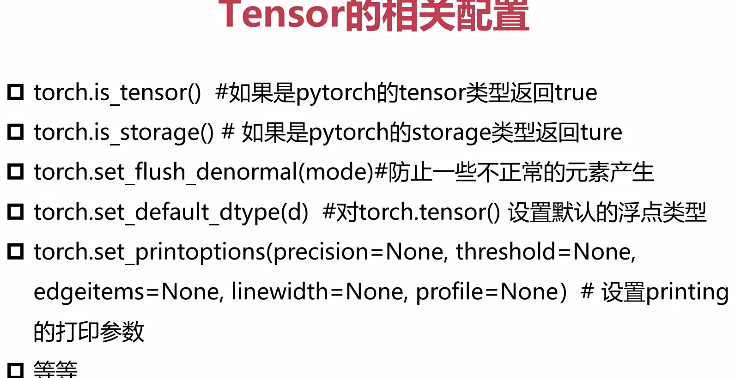 Tensor的相关配置
torch.is_tensor() #如果是pytorch的tensor类型返回true
torch.is_storage() # 如果是pytorch的storage类型返回ture
torch.set_flush_denormal(mode)#防止一些不正常的元素产生
torch.set_default_dtype(d) #对torch.tensor() 设置默认的浮点类型
torch.set_printoptions(precision=None, threshold=None,
edgeitems=None, linewidth=None, profile=None）# 设置printing
的打印参数
等等